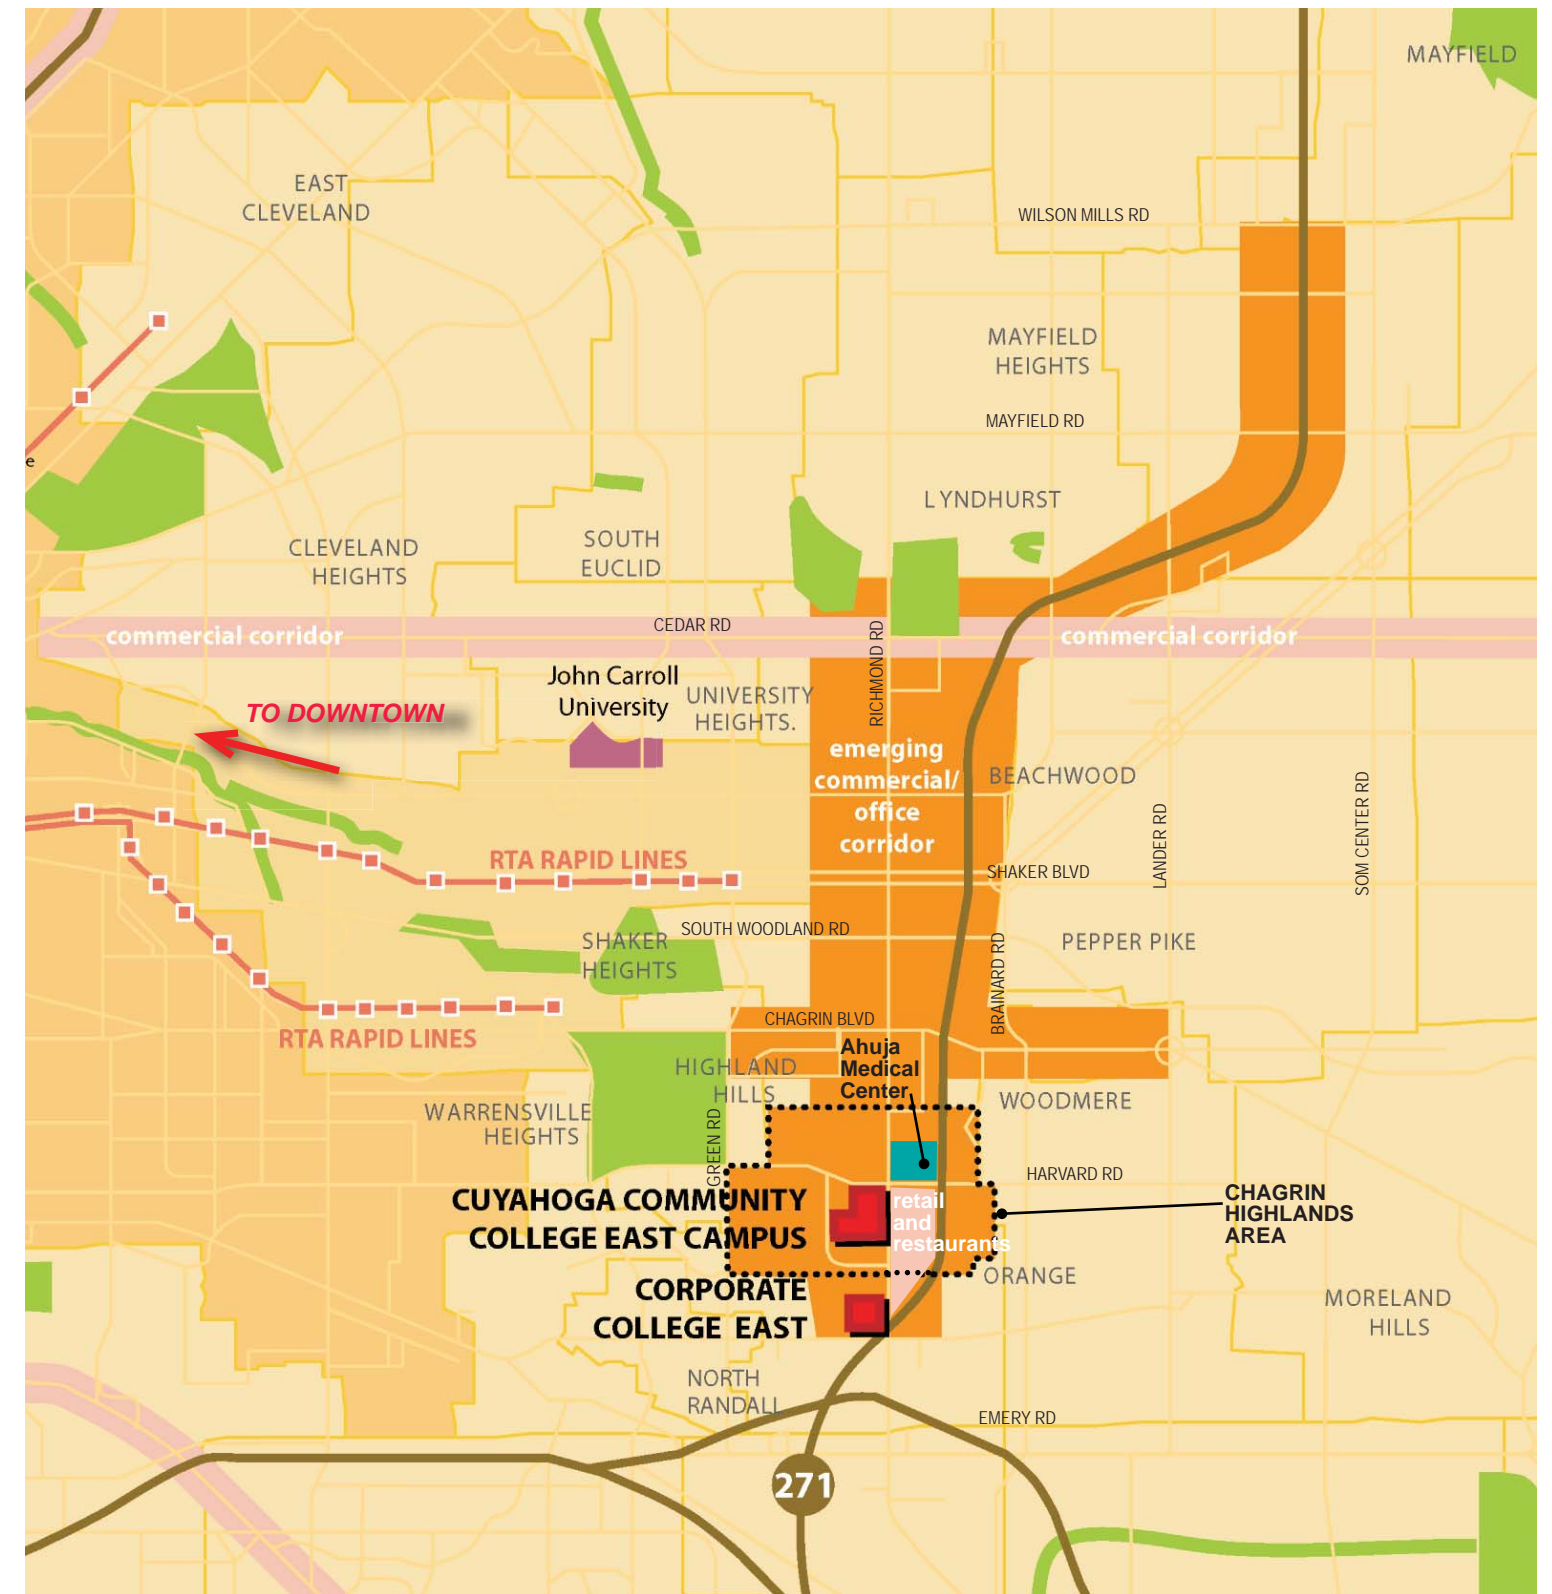 MAYFIELD
EAST
CLEVELAND
WILSON MILLS RD
MAYFIELD
HEIGHTS
MAYFIELD RD
e
LYNDHURST
CLEVELAND
HEIGHTS
SOUTH
EUCLID
commercial corridor
CEDAR RD
RICHMOND RD
commercial corridor
John Carroll
University
UNIVERSITY
HEIGHTS.
TO DOWNTOWN
emerging
commercial/
office
corridor
BEACHWOOD
LANDER RD
SOM CENTER RD
RTA RAPID LINES
SHAKER BLVD
SOUTH WOODLAND RD
SHAKER
HEIGHTS
BRAINARD RD
PEPPER PIKE
RTA RAPID LINES
CHAGRIN BLVD
Ahuja
Medical
Center
HIGHLAND
HILLS
WOODMERE
WARRENSVILLE
HEIGHTS
GREEN RD
HARVARD RD
CUYAHOGA COMMUNITY
COLLEGE EAST CAMPUS
retail
and
restaurants
CHAGRIN
HIGHLANDS
AREA
ORANGE
CORPORATE
COLLEGE EAST
MORELAND
HILLS
NORTH
RANDALL
EMERY RD
271